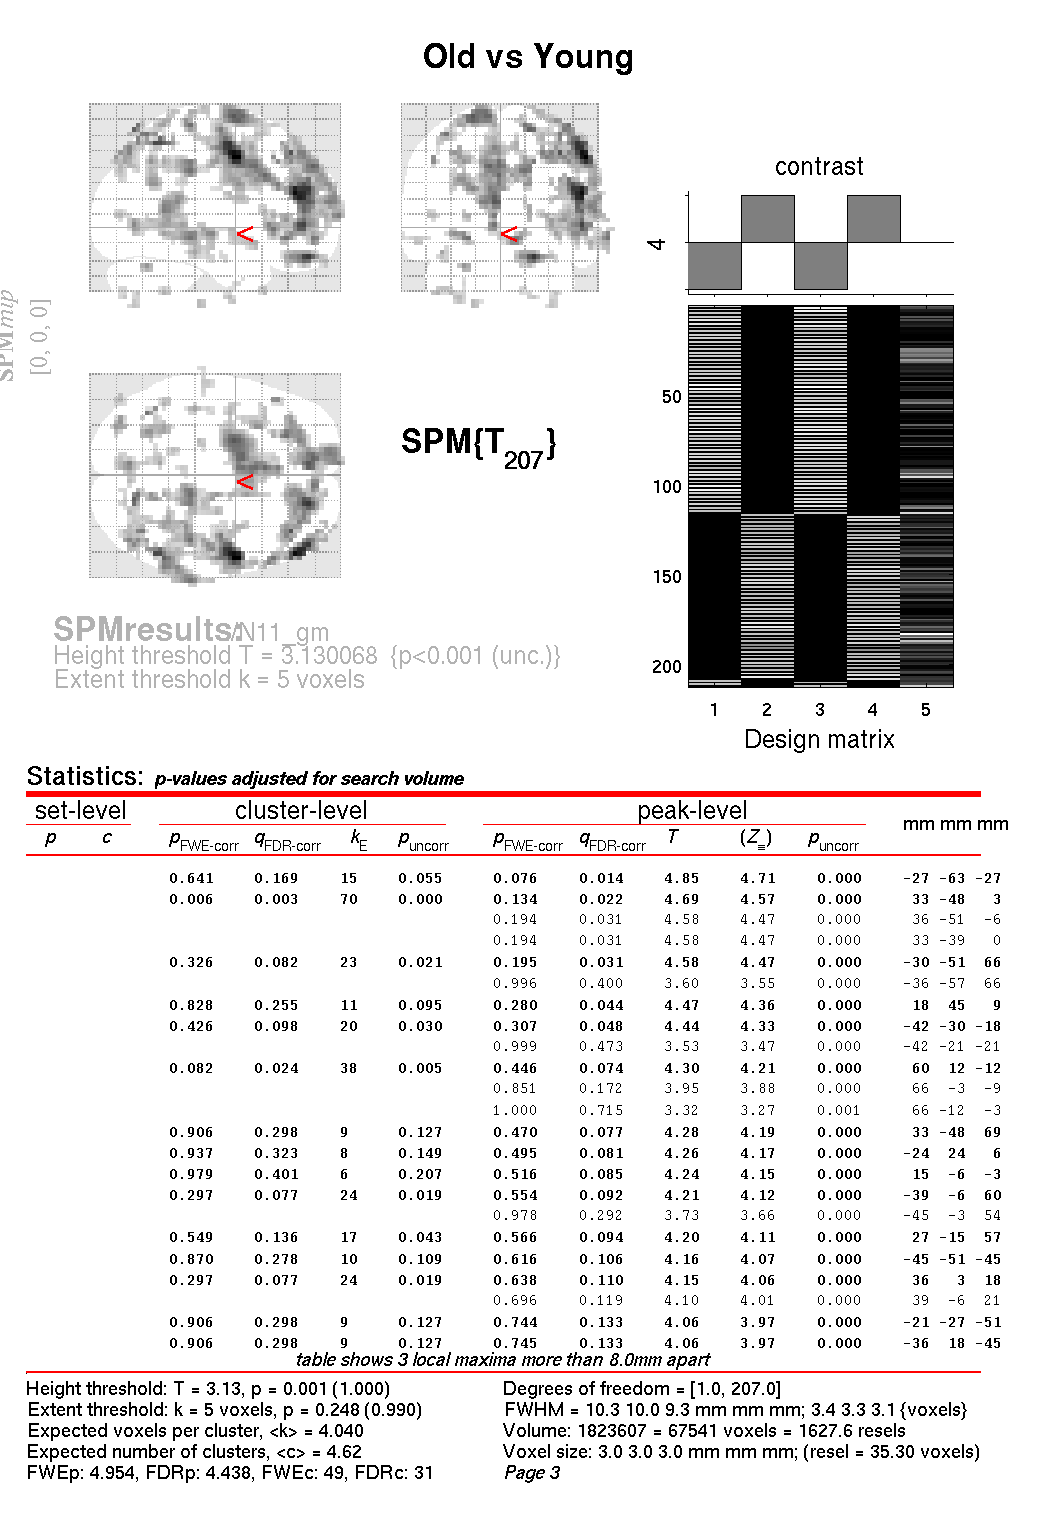 Old vs Young
SPMmip
[0, 0, 0]
<
<
<
SPM{T207}
contrast
4
50
100
150
200
1 2 3 4 5
Design matrix
SPMresults: ./N11_gm
Height threshold T = 3.130068 {p<0.001 (unc.)}
Extent threshold k = 5 voxels
Statistics: p-values adjusted for search volume
set-level cluster-level peak-level
p c pFWE-corr qFDR-corr kE puncorr pFWE-corr qFDR-corr T (Z≡) puncorr mm mm mm
0.641 0.169 15 0.055 0.076 0.014 4.85 4.71 0.000 -27 -63 -27
0.006 0.003 70 0.000 0.134 0.022 4.69 4.57 0.000 33 -48 3
0.194 0.031 4.58 4.47 0.000 36 -51 -6
0.194 0.031 4.58 4.47 0.000 33 -39 0
0.326 0.082 23 0.021 0.195 0.031 4.58 4.47 0.000 -30 -51 66
0.996 0.400 3.60 3.55 0.000 -36 -57 66
0.828 0.255 11 0.095 0.280 0.044 4.47 4.36 0.000 18 45 9
0.426 0.098 20 0.030 0.307 0.048 4.44 4.33 0.000 -42 -30 -18
0.999 0.473 3.53 3.47 0.000 -42 -21 -21
0.082 0.024 38 0.005 0.446 0.074 4.30 4.21 0.000 60 12 -12
0.851 0.172 3.95 3.88 0.000 66 -3 -9
1.000 0.715 3.32 3.27 0.001 66 -12 -3
0.906 0.298 9 0.127 0.470 0.077 4.28 4.19 0.000 33 -48 69
0.937 0.323 8 0.149 0.495 0.081 4.26 4.17 0.000 -24 24 6
0.979 0.401 6 0.207 0.516 0.085 4.24 4.15 0.000 15 -6 -3
0.297 0.077 24 0.019 0.554 0.092 4.21 4.12 0.000 -39 -6 60
0.978 0.292 3.73 3.66 0.000 -45 -3 54
0.549 0.136 17 0.043 0.566 0.094 4.20 4.11 0.000 27 -15 57
0.870 0.278 10 0.109 0.616 0.106 4.16 4.07 0.000 -45 -51 -45
0.297 0.077 24 0.019 0.638 0.110 4.15 4.06 0.000 36 3 18
0.696 0.119 4.10 4.01 0.000 39 -6 21
0.906 0.298 9 0.127 0.744 0.133 4.06 3.97 0.000 -21 -27 -51
0.906 0.298 9 0.127 0.745 0.133 4.06 3.97 0.000 -36 18 -45
table shows 3 local maxima more than 8.0mm apart
Height threshold: T = 3.13, p = 0.001 (1.000)
Extent threshold: k = 5 voxels, p = 0.248 (0.990)
Expected voxels per cluster, <k> = 4.040
Expected number of clusters, <c> = 4.62
FWEp: 4.954, FDRp: 4.438, FWEc: 49, FDRc: 31
Degrees of freedom = [1.0, 207.0]
FWHM = 10.3 10.0 9.3 mm mm mm; 3.4 3.3 3.1 {voxels}
Volume: 1823607 = 67541 voxels = 1627.6 resels
Voxel size: 3.0 3.0 3.0 mm mm mm; (resel = 35.30 voxels)
Page 3